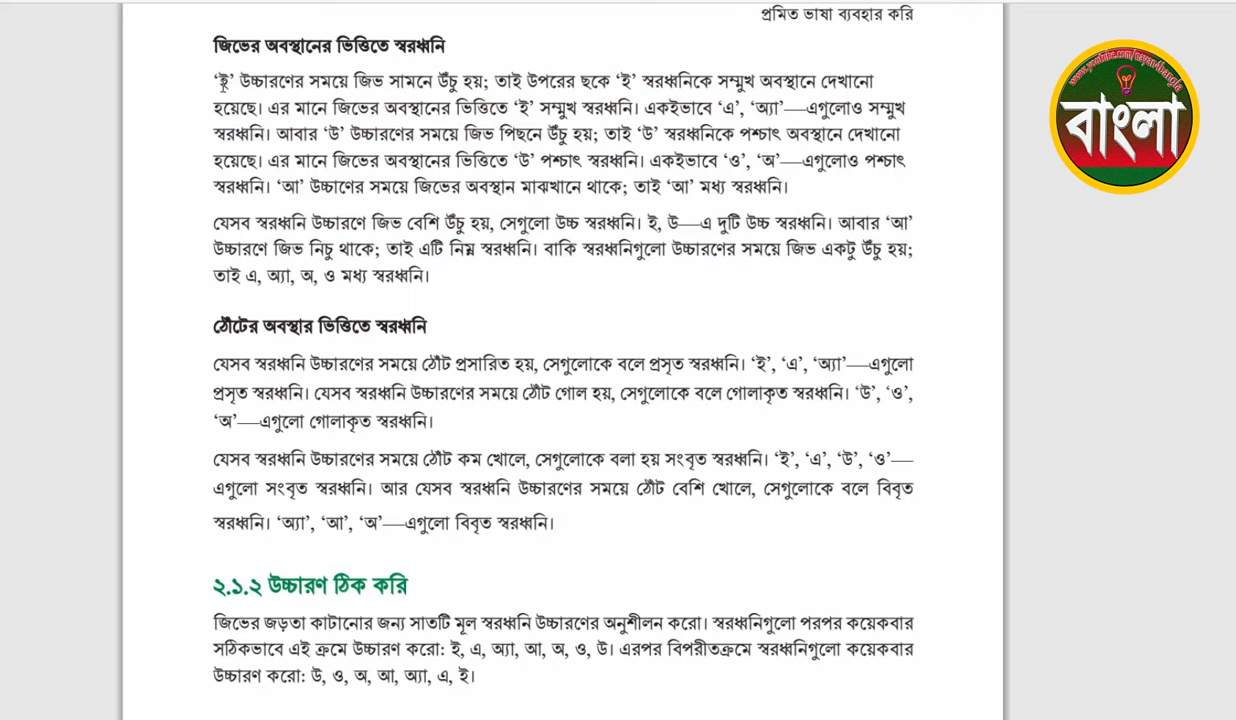 প্রমিত ভাষা ব্যবহার করি
জিভের অবস্থানের ভিত্তিতে স্বরধ্বনি
‘ই’ উচ্চারণের সময়ে জিভ সামনে উঁচু হয়; তাই উপরের ছকে ‘ই’ স্বরধ্বনিকে সম্মুখ অবস্থানে দেখানো
হয়েছে। এর মানে জিভের অবস্থানের ভিত্তিতে ‘ই’ সম্মুখ স্বরধ্বনি। একইভাবে ‘এ’, ‘অ্যা’—এগুলোও সম্মুখ
স্বরধ্বনি। আবার ‘উ’ উচ্চারণের সময়ে জিভ পিছনে উঁচু হয়; তাই ‘উ’ স্বরধ্বনিকে পশ্চাৎ অবস্থানে দেখানো
হয়েছে। এর মানে জিভের অবস্থানের ভিত্তিতে ‘উ’ পশ্চাৎ স্বরধ্বনি। একইভাবে ‘ও’, ‘অ’—এগুলোও পশ্চাৎ
স্বরধ্বনি। ‘আ’ উচ্চাণের সময়ে জিভের অবস্থান মাঝখানে থাকে; তাই ‘আ’ মধ্য স্বরধ্বনি।
যেসব স্বরধ্বনি উচ্চারণে জিভ বেশি উঁচু হয়, সেগুলো উচ্চ স্বরধ্বনি। ই, উ—এ দুটি উচ্চ স্বরধ্বনি। আবার ‘আ’
উচ্চারণে জিভ নিচু থাকে; তাই এটি নিম্ন স্বরধ্বনি। বাকি স্বরধ্বনিগুলো উচ্চারণের সময়ে জিভ একটু উঁচু হয়;
তাই এ, অ্যা, অ, ও মধ্য স্বরধ্বনি।
ঠোঁটের অবস্থার ভিত্তিতে স্বরধ্বনি
যেসব স্বরধ্বনি উচ্চারণের সময়ে ঠোঁট প্রসারিত হয়, সেগুলোকে বলে প্রসৃত স্বরধ্বনি। ‘ই’, ‘এ’, ‘অ্যা’—এগুলো
প্রসৃত স্বরধ্বনি। যেসব স্বরধ্বনি উচ্চারণের সময়ে ঠোঁট গোল হয়, সেগুলোকে বলে গোলাকৃত স্বরধ্বনি। ‘উ’, ‘ও’,
‘অ’—এগুলো গোলাকৃত স্বরধ্বনি।
যেসব স্বরধ্বনি উচ্চারণের সময়ে ঠোঁট কম খোলে, সেগুলোকে বলা হয় সংবৃত স্বরধ্বনি। ‘ই’, ‘এ’, ‘উ’, ‘ও’—
এগুলো সংবৃত স্বরধ্বনি। আর যেসব স্বরধ্বনি উচ্চারণের সময়ে ঠোঁট বেশি খোলে, সেগুলোকে বলে বিবৃত
স্বরধ্বনি। ‘অ্যা’, ‘আ’, ‘অ’—এগুলো বিবৃত স্বরধ্বনি।
২.১.২ উচ্চারণ ঠিক করি
জিভের জড়তা কাটানোর জন্য সাতটি মূল স্বরধ্বনি উচ্চারণের অনুশীলন করো। স্বরধ্বনিগুলো পরপর কয়েকবার
সঠিকভাবে এই ক্রমে উচ্চারণ করো: ই, এ, অ্যা, আ, অ, ও, উ। এরপর বিপরীতক্রমে স্বরধ্বনিগুলো কয়েকবার
উচ্চারণ করো: উ, ও, অ, আ, অ্যা, এ, ই।
বাংলা